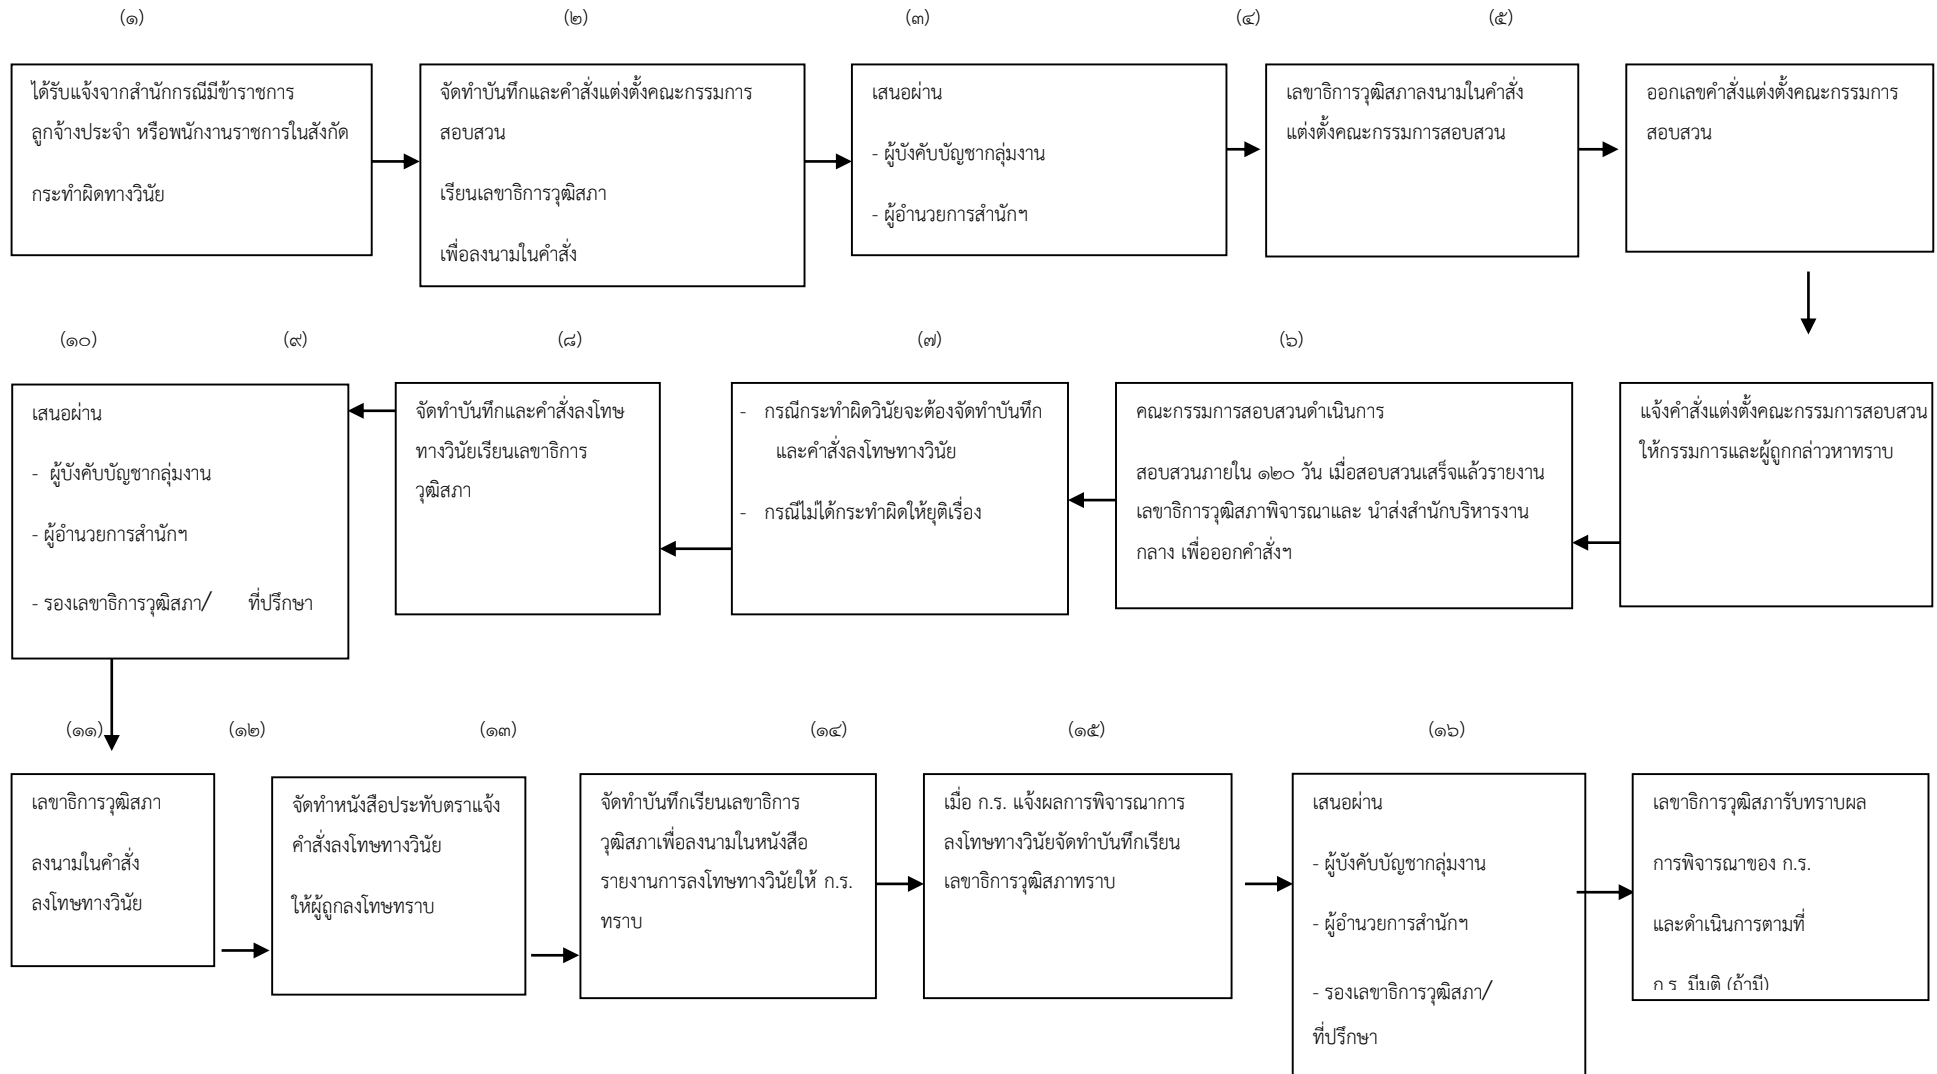 (๑) (๒) (๓) (๔) (๕)
ได้รับแจ้งจากสำนักกรณีมีข้าราชการ
ลูกจ้างประจำ หรือพนักงานราชการในสังกัด
กระทำผิดทางวินัย
จัดทำบันทึกและคำสั่งแต่งตั้งคณะกรรมการ
สอบสวน
เรียนเลขาธิการวุฒิสภา
เพื่อลงนามในคำสั่ง
เสนอผ่าน
- ผู้บังคับบัญชากลุ่มงาน
- ผู้อำนวยการสำนักฯ
เลขาธิการวุฒิสภาลงนามในคำสั่ง
แต่งตั้งคณะกรรมการสอบสวน
ออกเลขคำสั่งแต่งตั้งคณะกรรมการ
สอบสวน
(๑๐) (๙) (๘) (๗) (๖)
แจ้งคำสั่งแต่งตั้งคณะกรรมการสอบสวน
ให้กรรมการและผู้ถูกกล่าวหาทราบ
คณะกรรมการสอบสวนดำเนินการ
สอบสวนภายใน ๑๒๐ วัน เมื่อสอบสวนเสร็จแล้วรายงาน
เลขาธิการวุฒิสภาพิจารณาและ นำส่งสำนักบริหารงาน
กลาง เพื่อออกคำสั่งฯ
- กรณีกระทำผิดวินัยจะต้องจัดทำบันทึก
และคำสั่งลงโทษทางวินัย
- กรณีไม่ได้กระทำผิดให้ยุติเรื่อง
จัดทำบันทึกและคำสั่งลงโทษ
ทางวินัยเรียนเลขาธิการ
วุฒิสภา
เสนอผ่าน
- ผู้บังคับบัญชากลุ่มงาน
- ผู้อำนวยการสำนักฯ
- รองเลขาธิการวุฒิสภา/ ที่ปรึกษา
(๑๑) (๑๒) (๑๓) (๑๔) (๑๕) (๑๖)
เลขาธิการวุฒิสภา
ลงนามในคำสั่ง
ลงโทษทางวินัย
จัดทำหนังสือประทับตราแจ้ง
คำสั่งลงโทษทางวินัย
ให้ผู้ถูกลงโทษทราบ
จัดทำบันทึกเรียนเลขาธิการ
วุฒิสภาเพื่อลงนามในหนังสือ
รายงานการลงโทษทางวินัยให้ ก.ร.
ทราบ
เมื่อ ก.ร. แจ้งผลการพิจารณาการ
ลงโทษทางวินัยจัดทำบันทึกเรียน
เลขาธิการวุฒิสภาทราบ
เสนอผ่าน
- ผู้บังคับบัญชากลุ่มงาน
- ผู้อำนวยการสำนักฯ
- รองเลขาธิการวุฒิสภา/
ที่ปรึกษา
เลขาธิการวุฒิสภารับทราบผล
การพิจารณาของ ก.ร.
และดำเนินการตามที่
ก.ร. มีมติ (ถ้ามี)